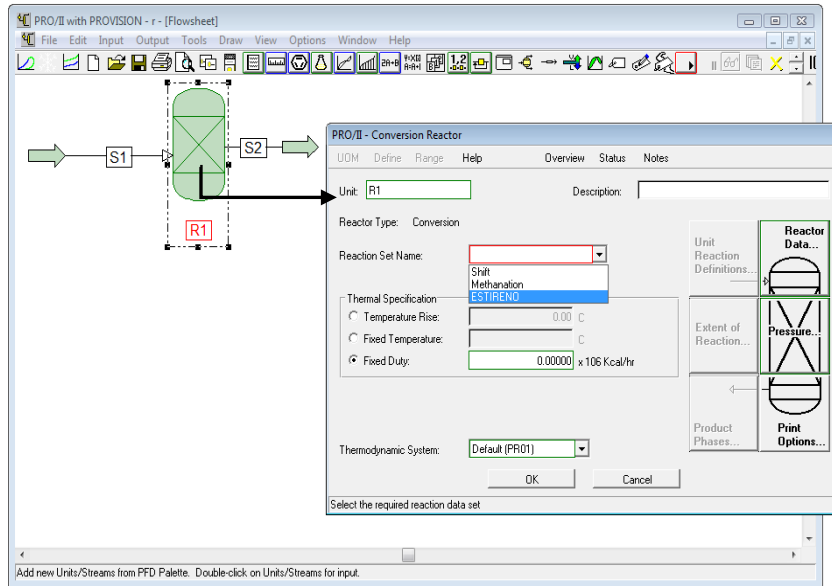 PRO/II with PROVISION - r - [Flowsheet]
File Edit Input Output Tools Draw View Options Window Help
S1
S2
R1
PRO/II - Conversion Reactor
UOM Define Range Help Overview Status Notes
Unit: R1 Description:
Reactor Type: Conversion
Reaction Set Name:
Shift
Methanation
ESTIRENO
Thermal Specification
Temperature Rise: 0.00 C
Fixed Temperature: C
Fixed Duty: 0.00000 x 106 Kcal/hr
Thermodynamic System: Default (PR01)
Unit
Reaction
Definitions...
Reactor
Data...
Extent of
Reaction...
Pressure...
Product
Phases...
Print
Options...
OK Cancel
Select the required reaction data set
Add new Units/Streams from PFD Palette. Double-click on Units/Streams for input.